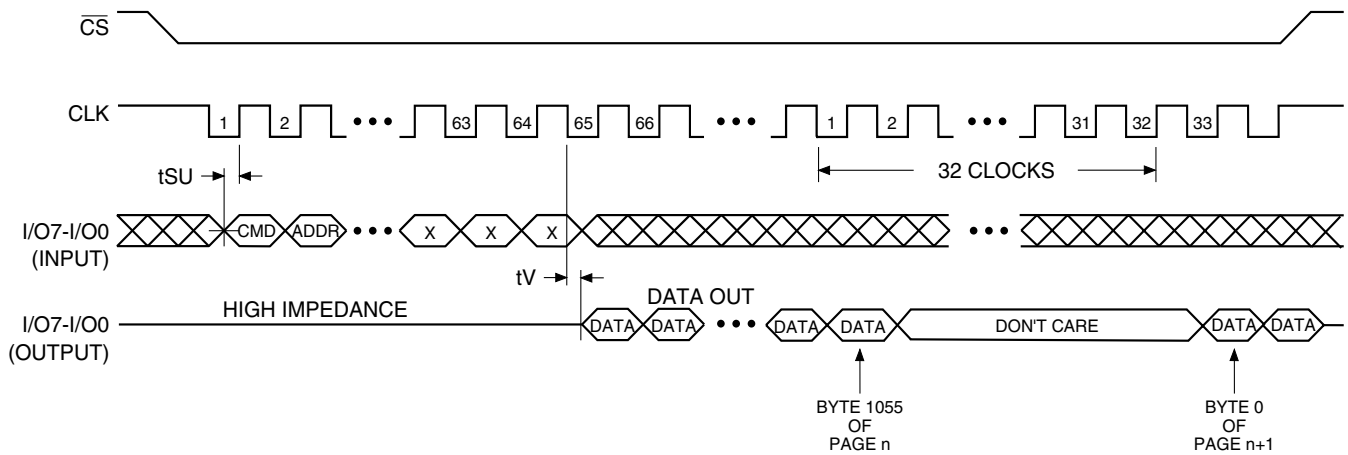 CS
CLK
1 2 • • • 63 64 65 66 • • • 1 2 • • • 31 32 33
tSU
32 CLOCKS
I/O7-I/O0
(INPUT)
CMD ADDR • • • X X X • • •
tV
HIGH IMPEDANCE
DATA OUT
I/O7-I/O0
(OUTPUT)
DATA DATA • • • DATA DATA DON'T CARE DATA DATA
BYTE 1055
OF
PAGE n
BYTE 0
OF
PAGE n+1